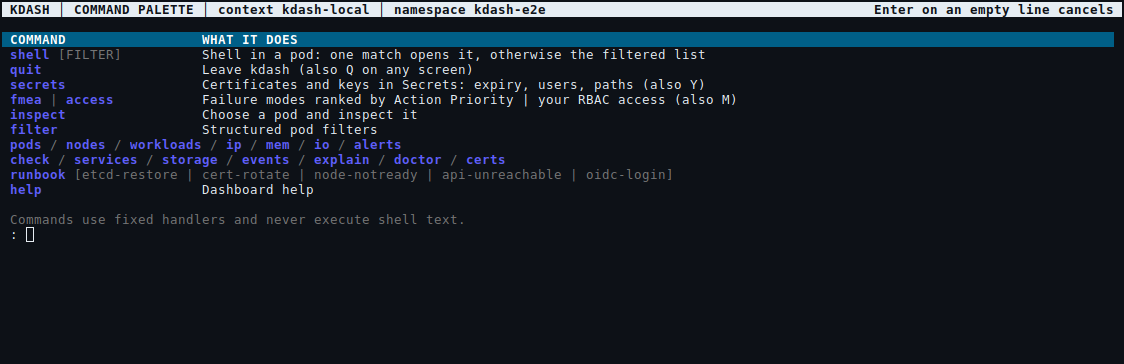 KDASH │ COMMAND PALETTE │ context kdash-local │ namespace kdash-e2e Enter on an empty line cancels
COMMAND WHAT IT DOES
shell [FILTER] Shell in a pod: one match opens it, otherwise the filtered list
quit Leave kdash (also Q on any screen)
secrets Certificates and keys in Secrets: expiry, users, paths (also Y)
fmea | access Failure modes ranked by Action Priority | your RBAC access (also M)
inspect Choose a pod and inspect it
filter Structured pod filters
pods / nodes / workloads / ip / mem / io / alerts
check / services / storage / events / explain / doctor / certs
runbook [etcd-restore | cert-rotate | node-notready | api-unreachable | oidc-login]
help Dashboard help
Commands use fixed handlers and never execute shell text.
: